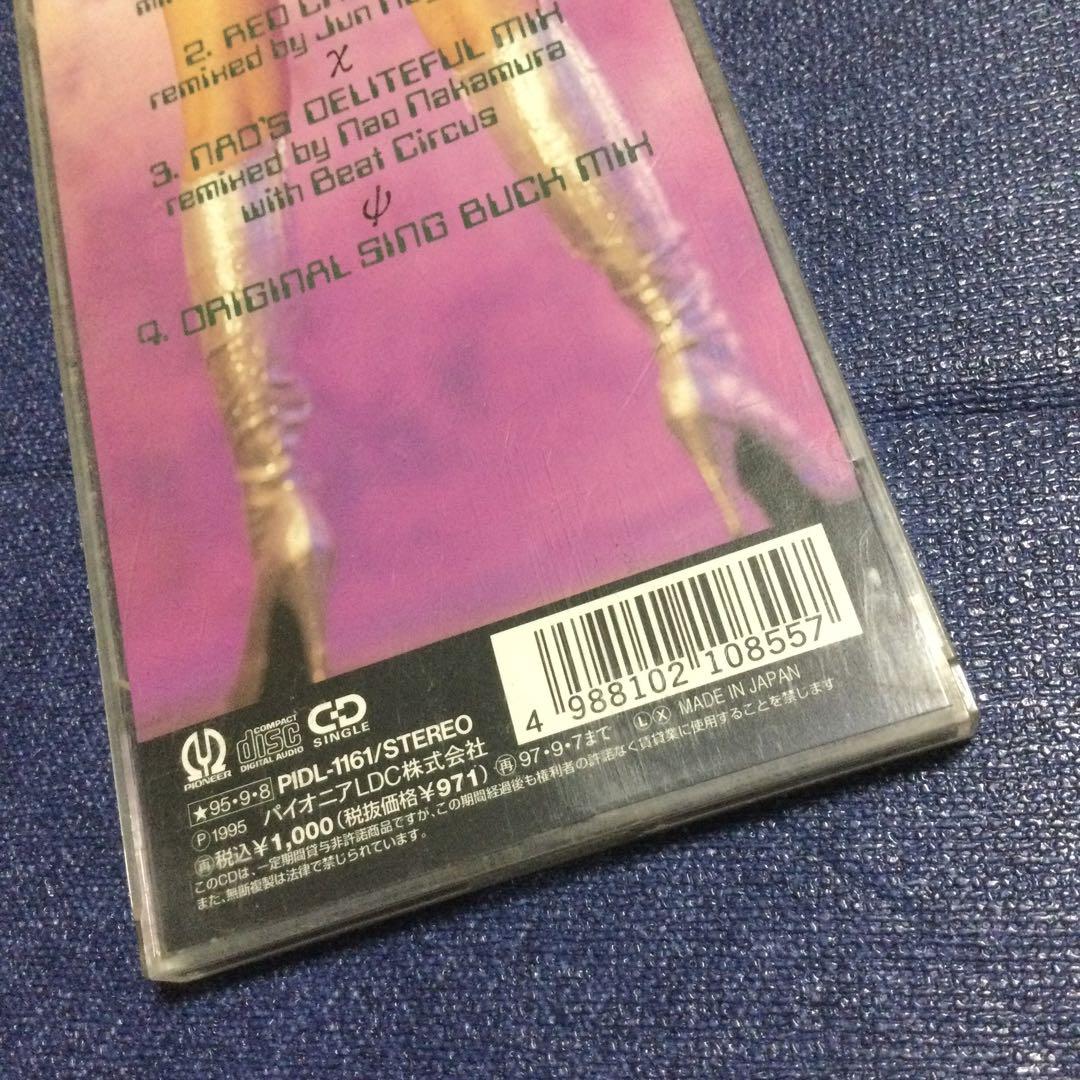 2. RED
remixed by Jun
χ
3. NAO'S DELITEFUL MIX
remixed by Nao Nakamura
with Beat Circus
ψ
4. ORIGINAL SING BUCK MIX
4 988102 108557
PIONEER
COMPACT
disc
DIGITAL AUDIO
CD
SINGLE
★95・9・8 PIDL-1161/STEREO
Ⓟ1995 パイオニアLDC株式会社
再 税込¥1,000(税抜価格¥971) 再 97・9・7まで
Ⓛ Ⓧ MADE IN JAPAN
このCDは、一定期間貸与非許諾商品ですが、この期間経過後も権利者の許諾なく賃貸業に使用することを禁じます
また、無断複製は法律で禁じられています。